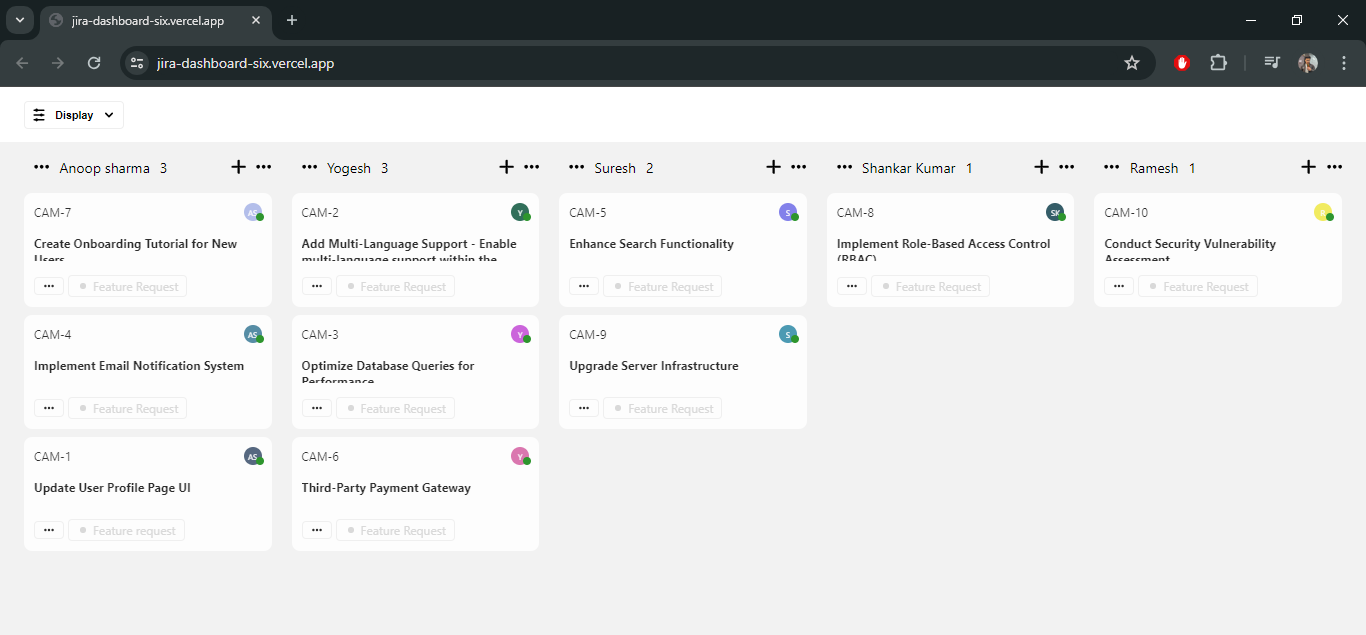 jira-dashboard-six.vercel.app
jira-dashboard-six.vercel.app
Display
Anoop sharma 3
CAM-7
AS
Create Onboarding Tutorial for New
Users
Feature Request
CAM-4
AS
Implement Email Notification System
Feature Request
CAM-1
AS
Update User Profile Page UI
Feature request
Yogesh 3
CAM-2
Y
Add Multi-Language Support - Enable
multi-language support within the
Feature Request
CAM-3
Y
Optimize Database Queries for
Performance
Feature Request
CAM-6
Y
Third-Party Payment Gateway
Feature Request
Suresh 2
CAM-5
S
Enhance Search Functionality
Feature Request
CAM-9
S
Upgrade Server Infrastructure
Feature Request
Shankar Kumar 1
CAM-8
SK
Implement Role-Based Access Control
(RBAC)
Feature Request
Ramesh 1
CAM-10
Conduct Security Vulnerability
Assessment
Feature Request